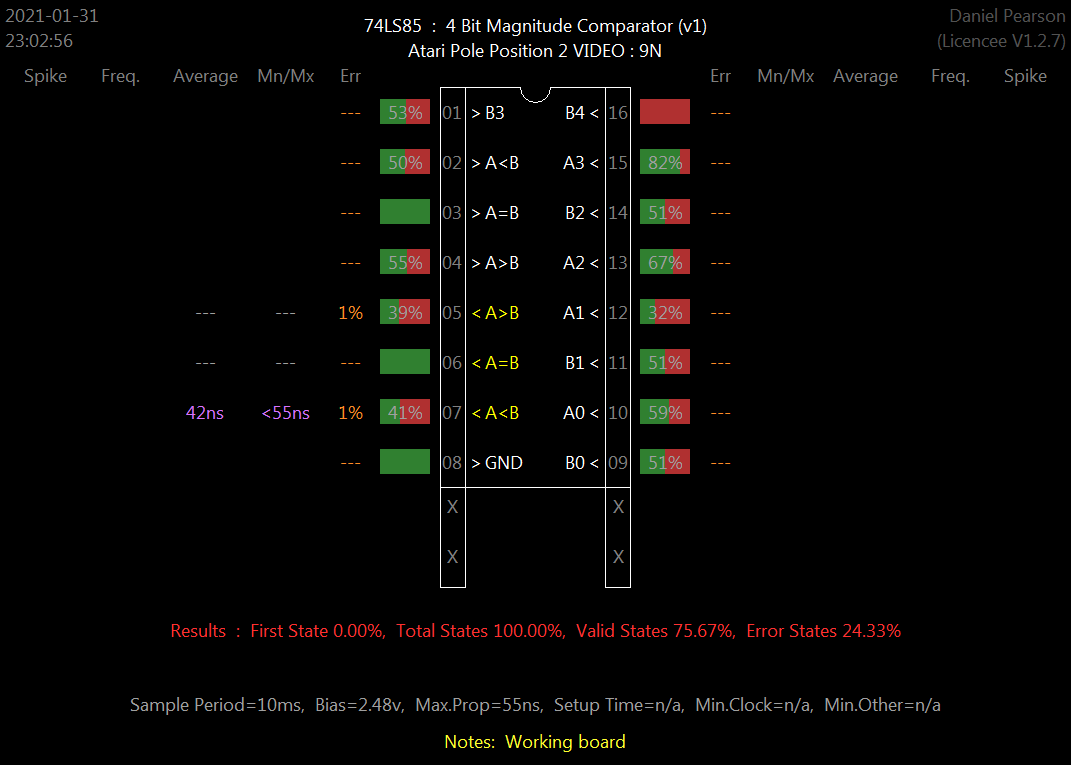 2021-01-31
23:02:56
74LS85 : 4 Bit Magnitude Comparator (v1)
Atari Pole Position 2 VIDEO : 9N
Daniel Pearson
(Licencee V1.2.7)
Spike Freq. Average Mn/Mx Err Err Mn/Mx Average Freq. Spike
--- 53% 01 > B3 B4 < 16 ---
--- 50% 02 > A<B A3 < 15 82% ---
--- 03 > A=B B2 < 14 51% ---
--- 55% 04 > A>B A2 < 13 67% ---
--- --- 1% 39% 05 < A>B A1 < 12 32% ---
--- --- --- 06 < A=B B1 < 11 51% ---
42ns <55ns 1% 41% 07 < A<B A0 < 10 59% ---
--- 08 > GND B0 < 09 51% ---
X X
X X
Results : First State 0.00%, Total States 100.00%, Valid States 75.67%, Error States 24.33%
Sample Period=10ms, Bias=2.48v, Max.Prop=55ns, Setup Time=n/a, Min.Clock=n/a, Min.Other=n/a
Notes: Working board